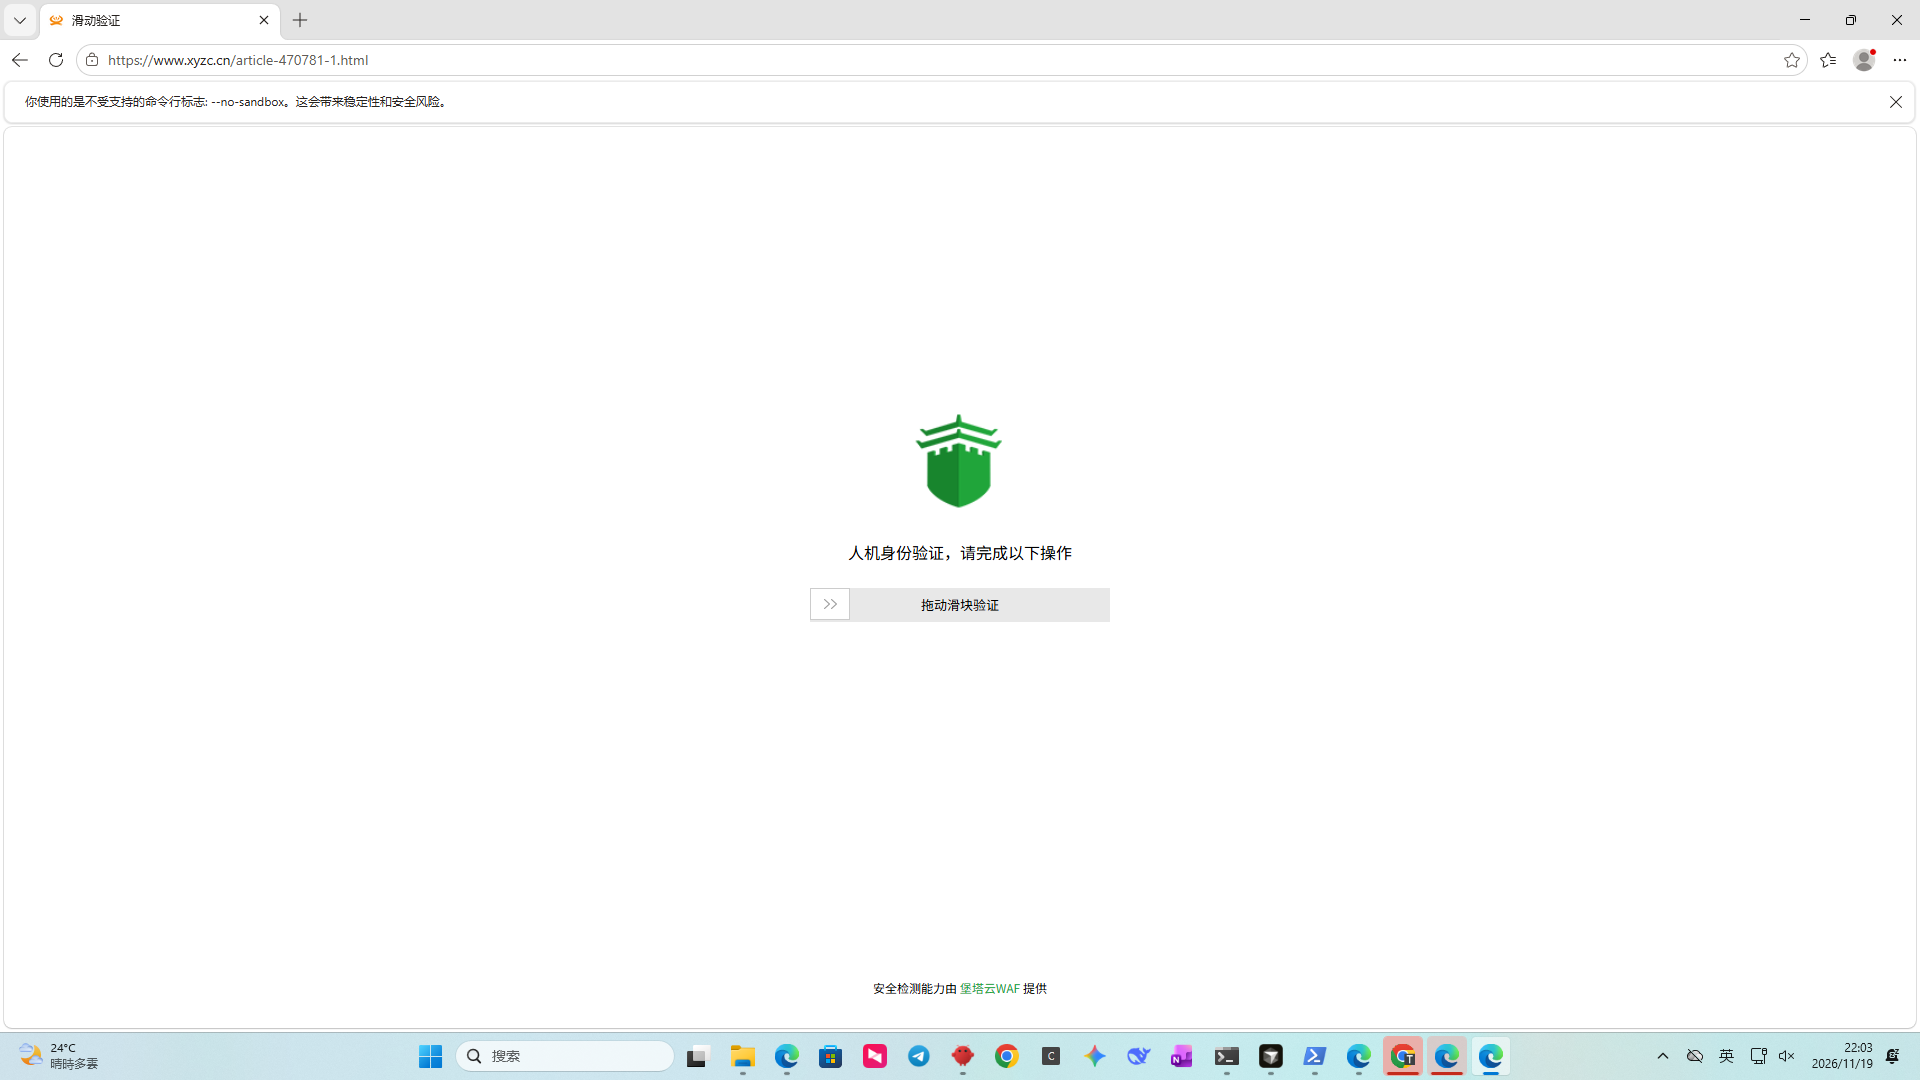 滑动验证
https://www.xyzc.cn/article-470781-1.html
你使用的是不受支持的命令行标志: --no-sandbox。这会带来稳定性和安全风险。
人机身份验证，请完成以下操作
拖动滑块验证
安全检测能力由 堡塔云WAF 提供
24°C
晴時多雲
搜索
英
22:03
2026/11/19